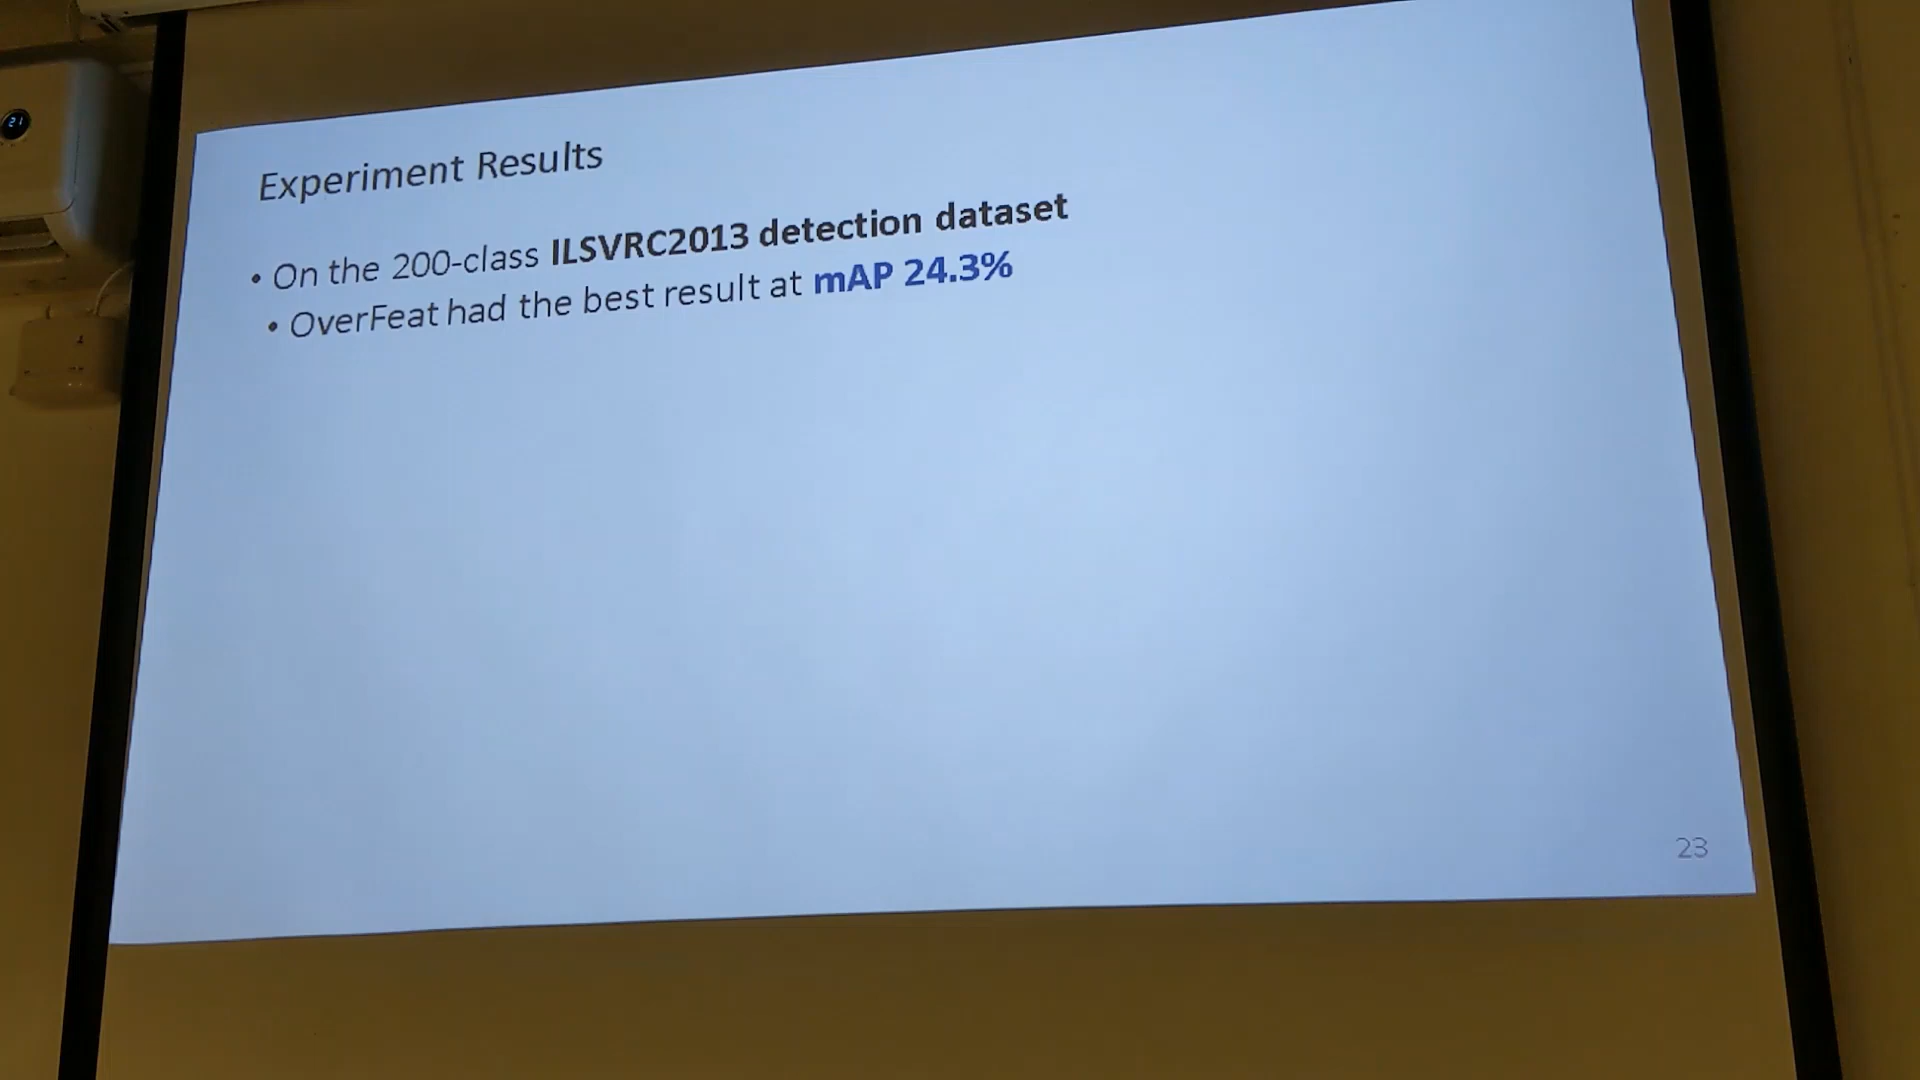 21
Experiment Results
• On the 200-class ILSVRC2013 detection dataset
• OverFeat had the best result at mAP 24.3%
23